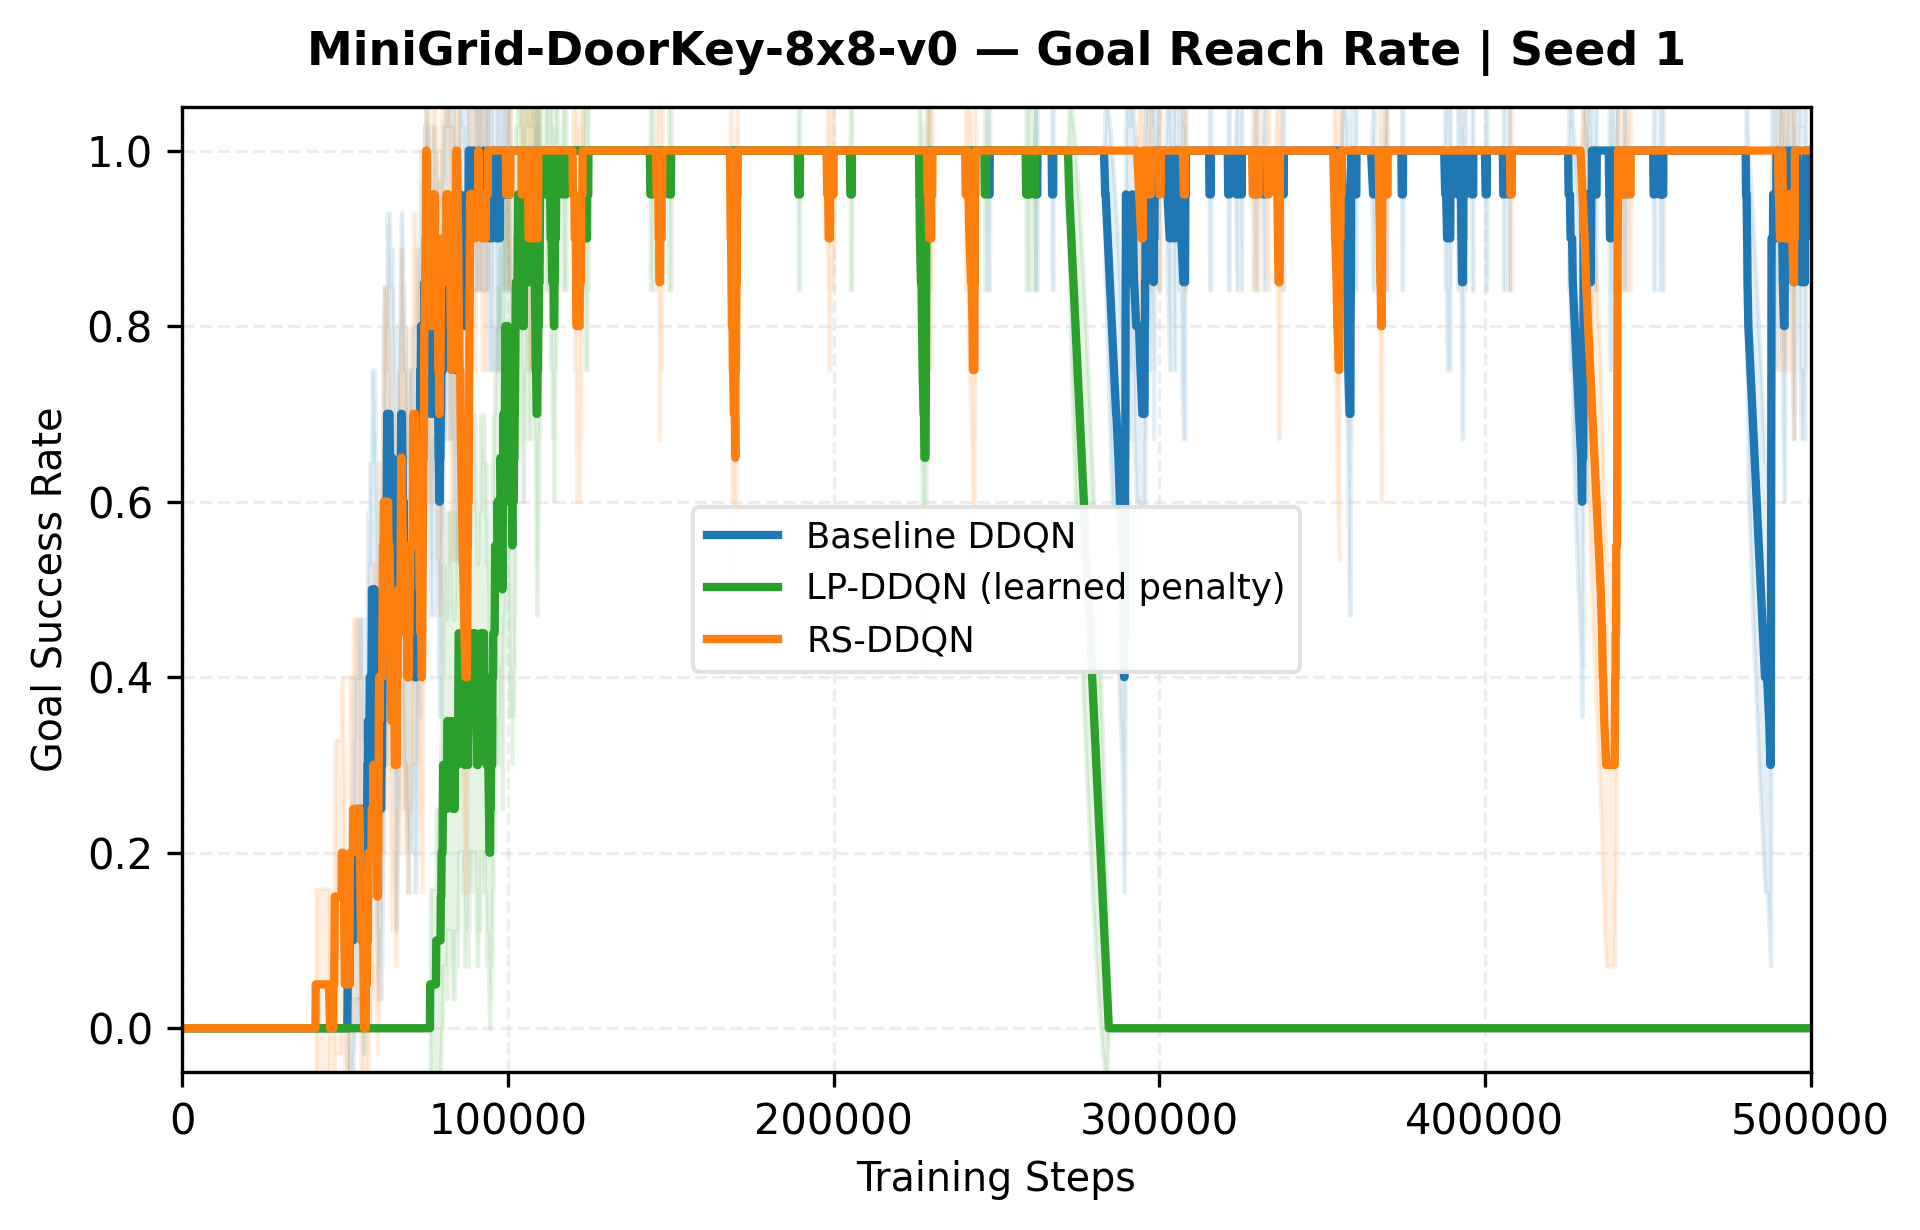 MiniGrid-DoorKey-8x8-v0 — Goal Reach Rate | Seed 1
Goal Success Rate
1.0
0.8
0.6
0.4
0.2
0.0
Baseline DDQN
LP-DDQN (learned penalty)
RS-DDQN
0 100000 200000 300000 400000 500000
Training Steps